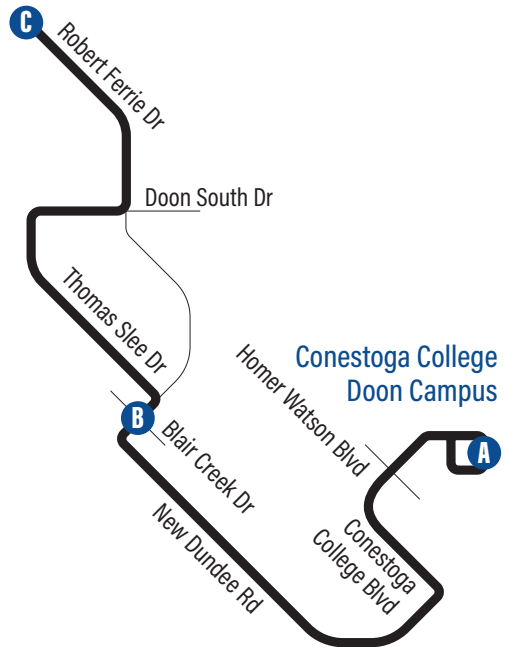 C
Robert Ferrie Dr
Doon South Dr
Thomas Slee Dr
Homer Watson Blvd
Conestoga College
Doon Campus
B
Blair Creek Dr
A
New Dundee Rd
Conestoga
College Blvd